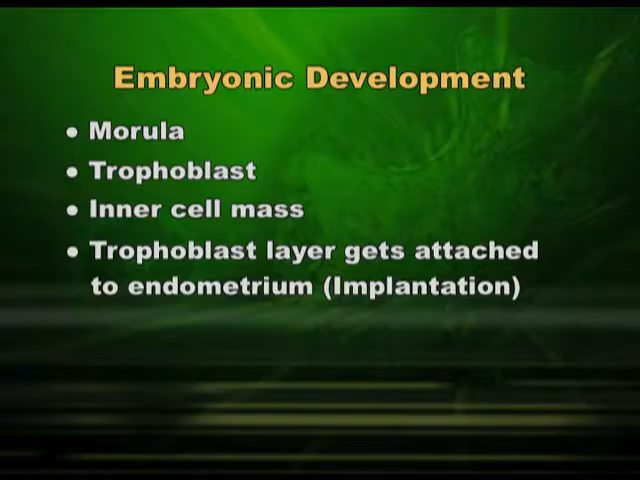 Embryonic Development
• Morula
• Trophoblast
• Inner cell mass
• Trophoblast layer gets attached
to endometrium (Implantation)